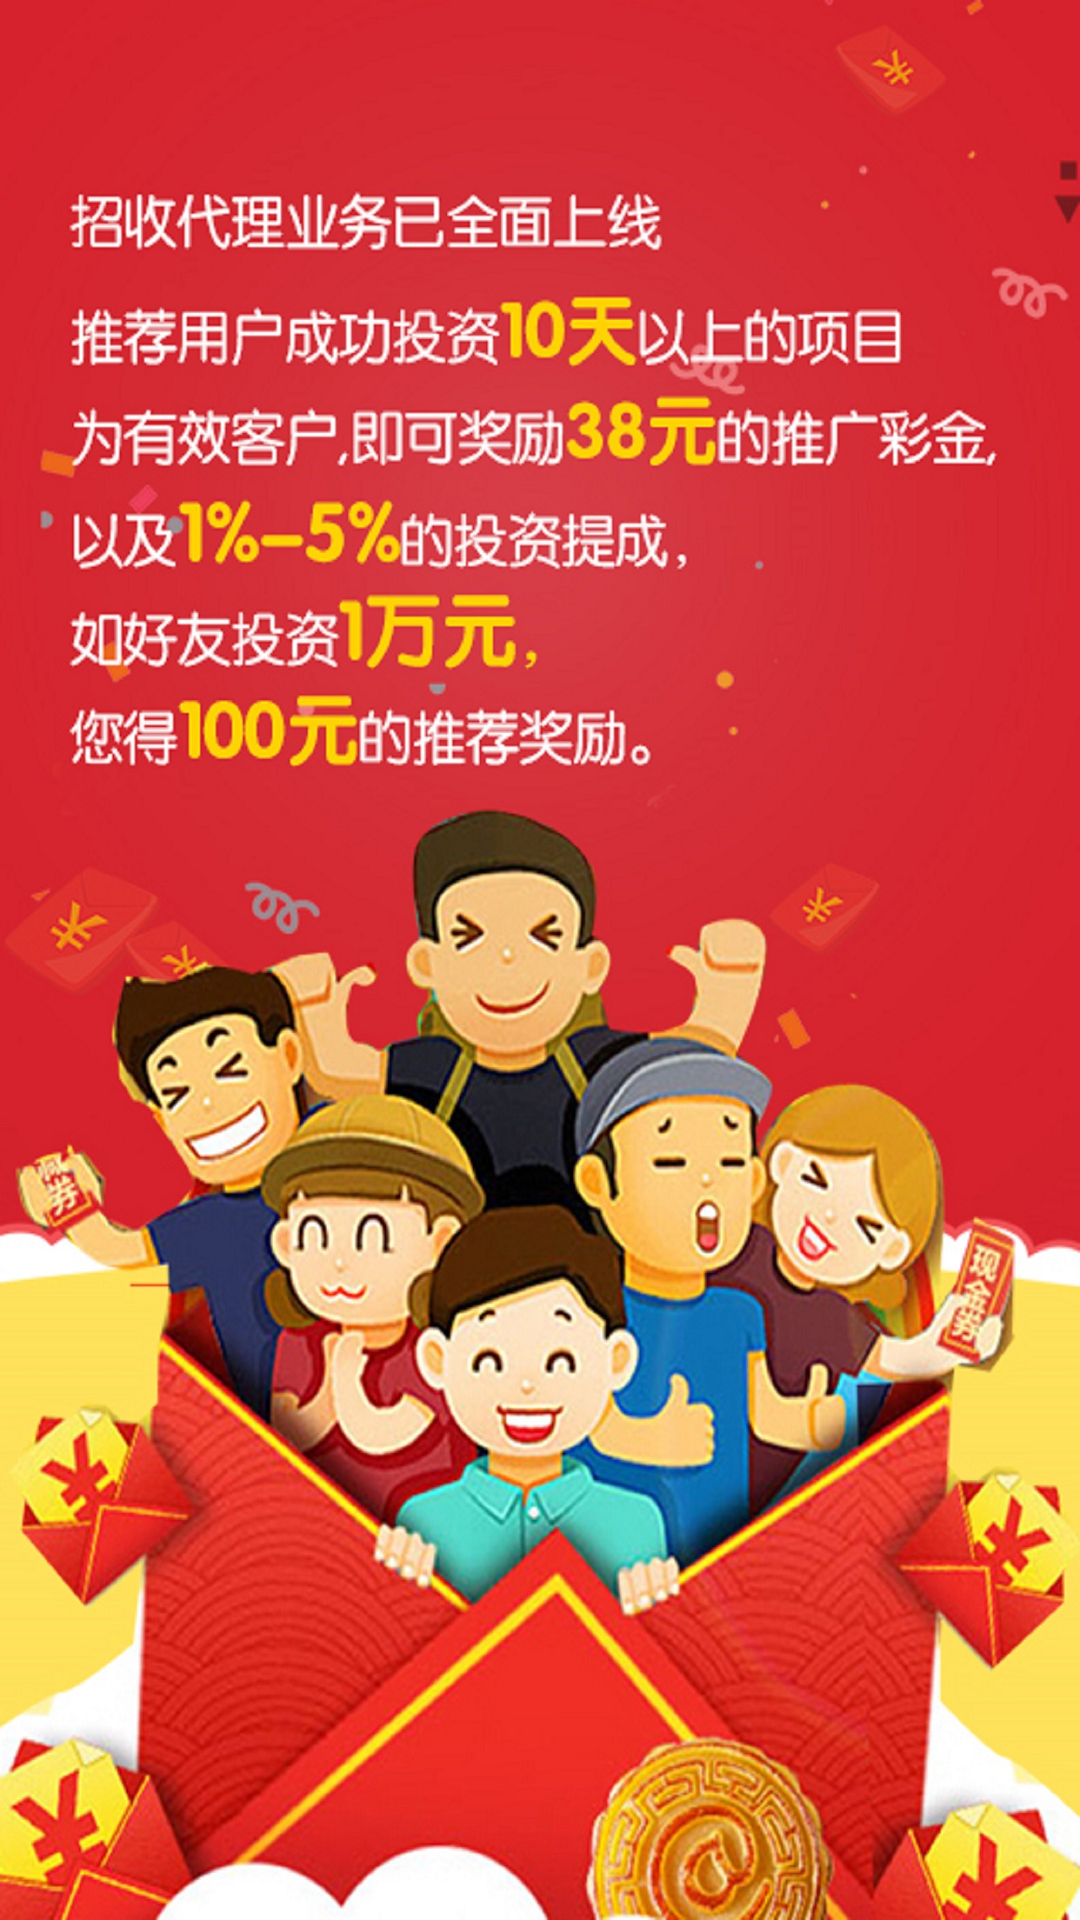 招收代理业务已全面上线
推荐用户成功投资10天以上的项目
为有效客户,即可奖励38元的推广彩金,
以及1%-5%的投资提成，
如好友投资1万元，
您得100元的推荐奖励。
券
现金券